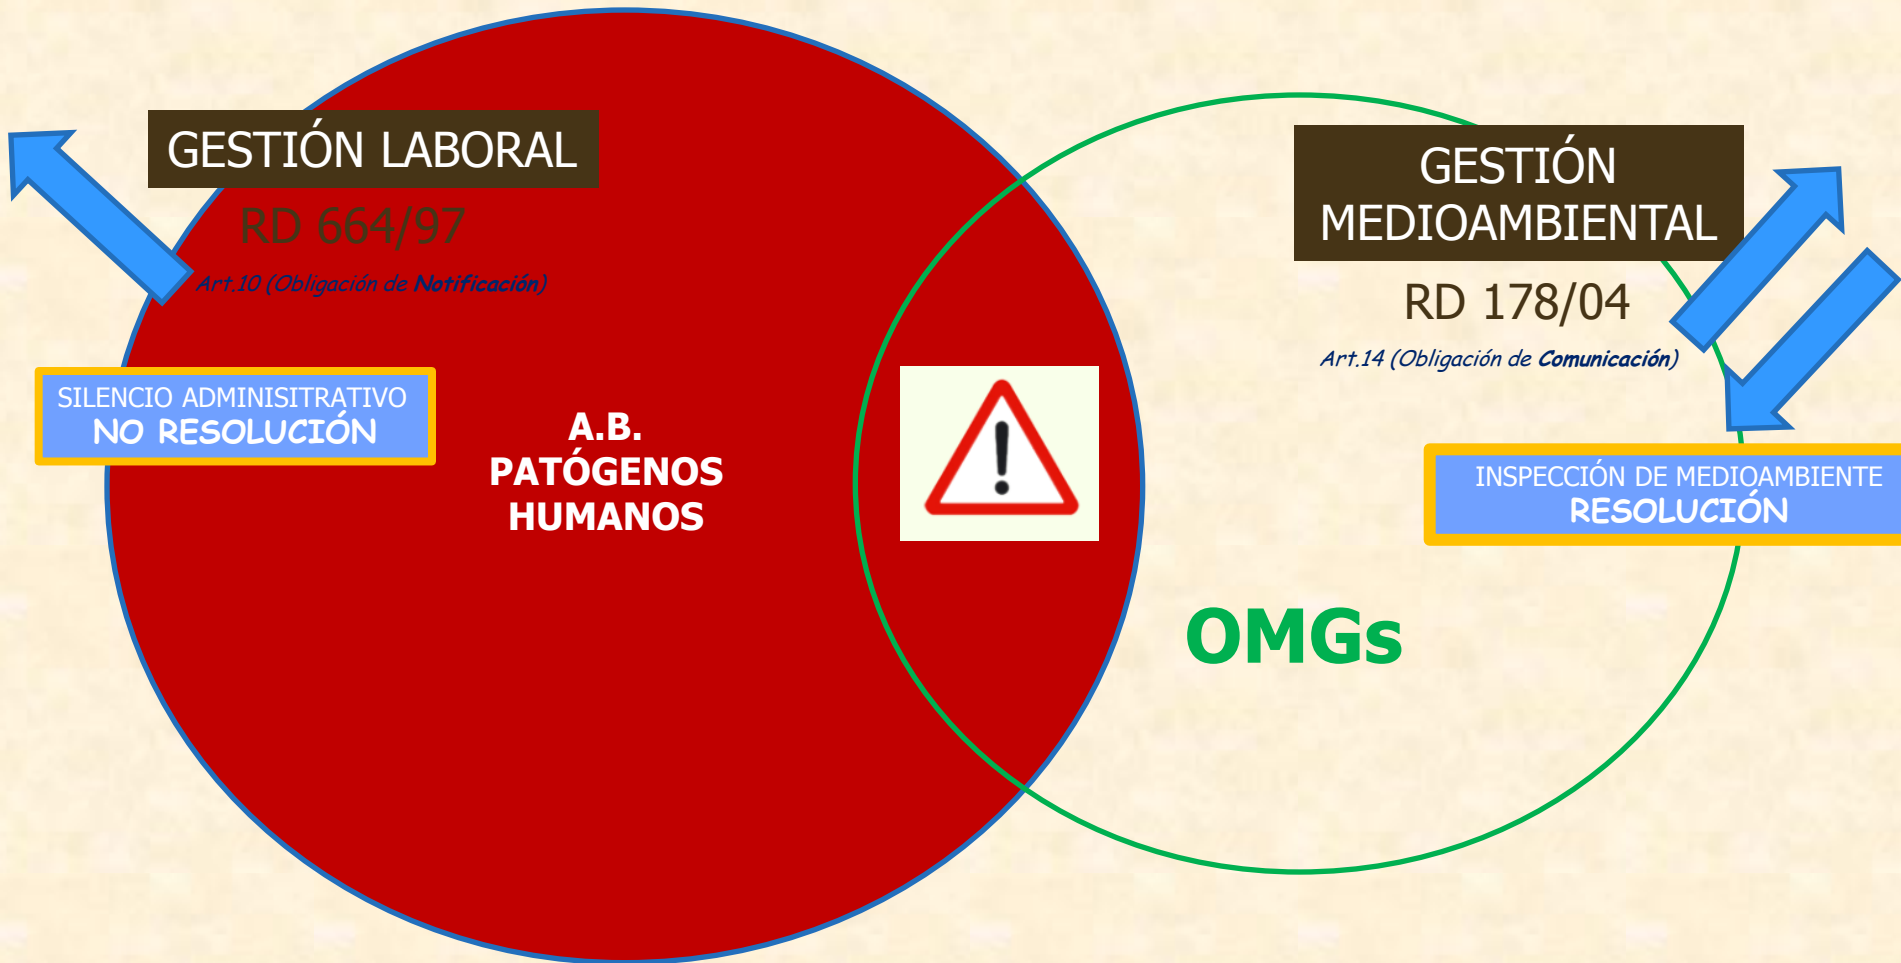 GESTIÓN LABORAL
RD 664/97
Art.10 (Obligación de Notificación)
SILENCIO ADMINISITRATIVO
NO RESOLUCIÓN
A.B.
PATÓGENOS
HUMANOS
GESTIÓN
MEDIOAMBIENTAL
RD 178/04
Art.14 (Obligación de Comunicación)
INSPECCIÓN DE MEDIOAMBIENTE
RESOLUCIÓN
OMGs